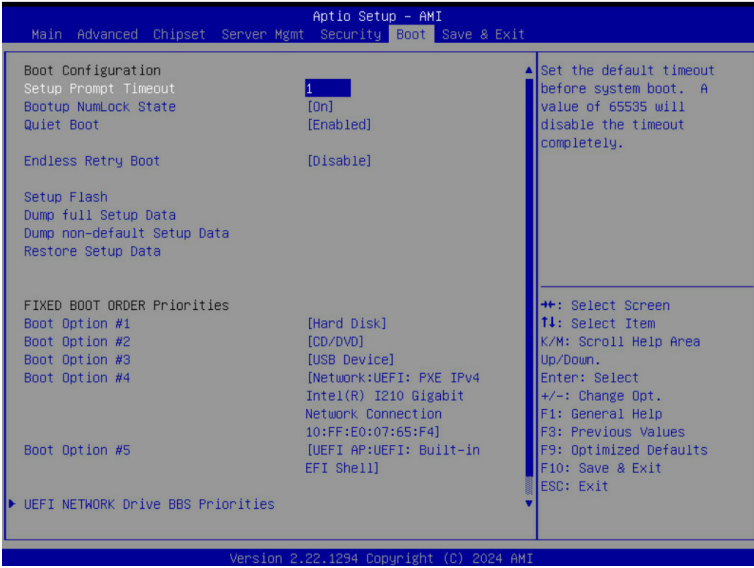 Aptio Setup – AMI
Main Advanced Chipset Server Mgmt Security Boot Save & Exit
Boot Configuration
Setup Prompt Timeout 1
Bootup NumLock State [On]
Quiet Boot [Enabled]
Endless Retry Boot [Disable]
Setup Flash
Dump full Setup Data
Dump non-default Setup Data
Restore Setup Data
FIXED BOOT ORDER Priorities
Boot Option #1 [Hard Disk]
Boot Option #2 [CD/DVD]
Boot Option #3 [USB Device]
Boot Option #4 [Network:UEFI: PXE IPv4
Intel(R) I210 Gigabit
Network Connection
10:FF:E0:07:65:F4]
Boot Option #5 [UEFI AP:UEFI: Built-in
EFI Shell]
UEFI NETWORK Drive BBS Priorities
Set the default timeout
before system boot. A
value of 65535 will
disable the timeout
completely.
→←: Select Screen
↑↓: Select Item
K/M: Scroll Help Area
Up/Down.
Enter: Select
+/-: Change Opt.
F1: General Help
F3: Previous Values
F9: Optimized Defaults
F10: Save & Exit
ESC: Exit
Version 2.22.1294 Copyright (C) 2024 AMI